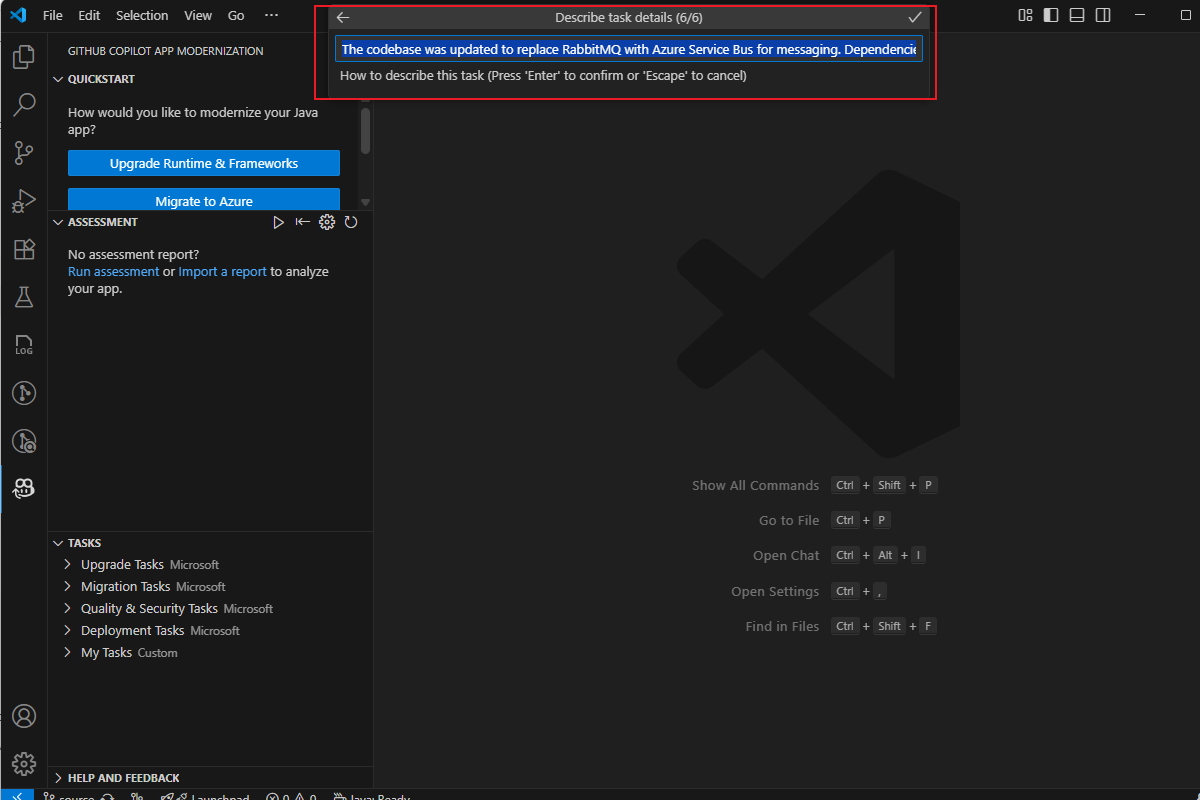 File Edit Selection View Go ···
Describe task details (6/6)
The codebase was updated to replace RabbitMQ with Azure Service Bus for messaging. Dependencie
How to describe this task (Press 'Enter' to confirm or 'Escape' to cancel)
GITHUB COPILOT APP MODERNIZATION
QUICKSTART
How would you like to modernize your Java
app?
Upgrade Runtime & Frameworks
Migrate to Azure
ASSESSMENT
No assessment report?
Run assessment or Import a report to analyze
your app.
LOG
Show All Commands Ctrl + Shift + P
Go to File Ctrl + P
Open Chat Ctrl + Alt + I
Open Settings Ctrl + ,
Find in Files Ctrl + Shift + F
TASKS
Upgrade Tasks Microsoft
Migration Tasks Microsoft
Quality & Security Tasks Microsoft
Deployment Tasks Microsoft
My Tasks Custom
HELP AND FEEDBACK
source Launchpad 0 0 Java: Ready